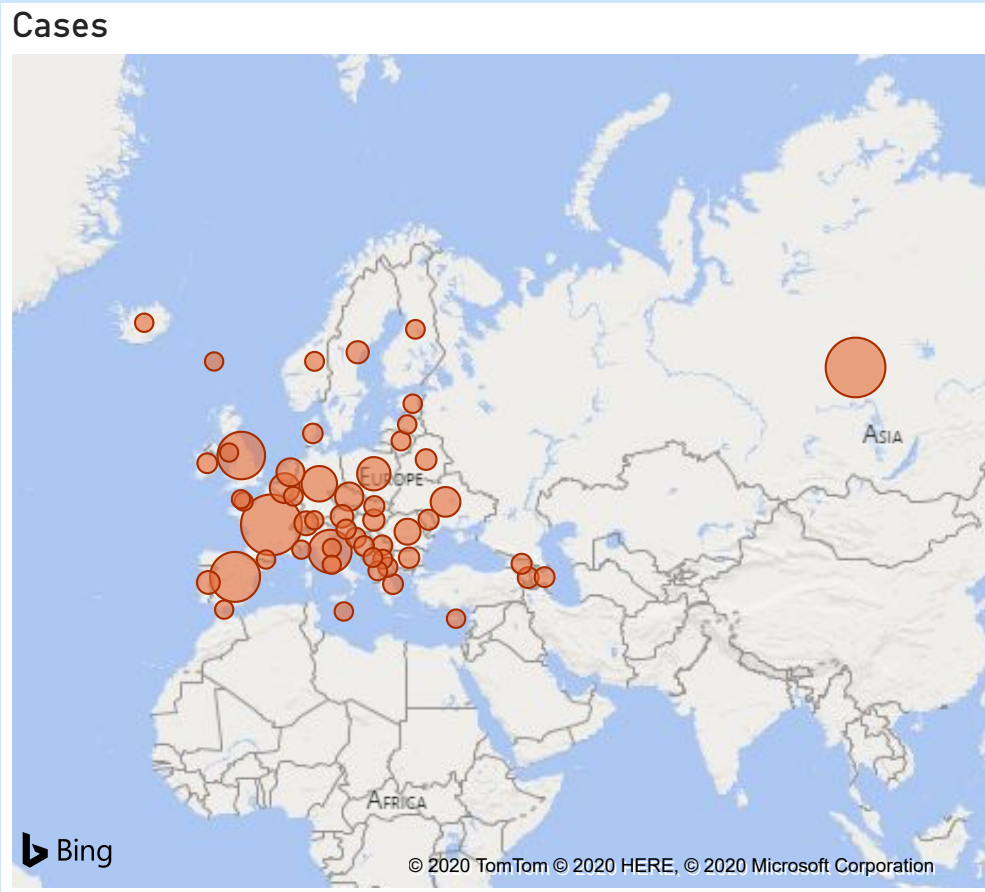 Cases
ASIA
EUROPE
AFRICA
Bing
© 2020 TomTom © 2020 HERE, © 2020 Microsoft Corporation